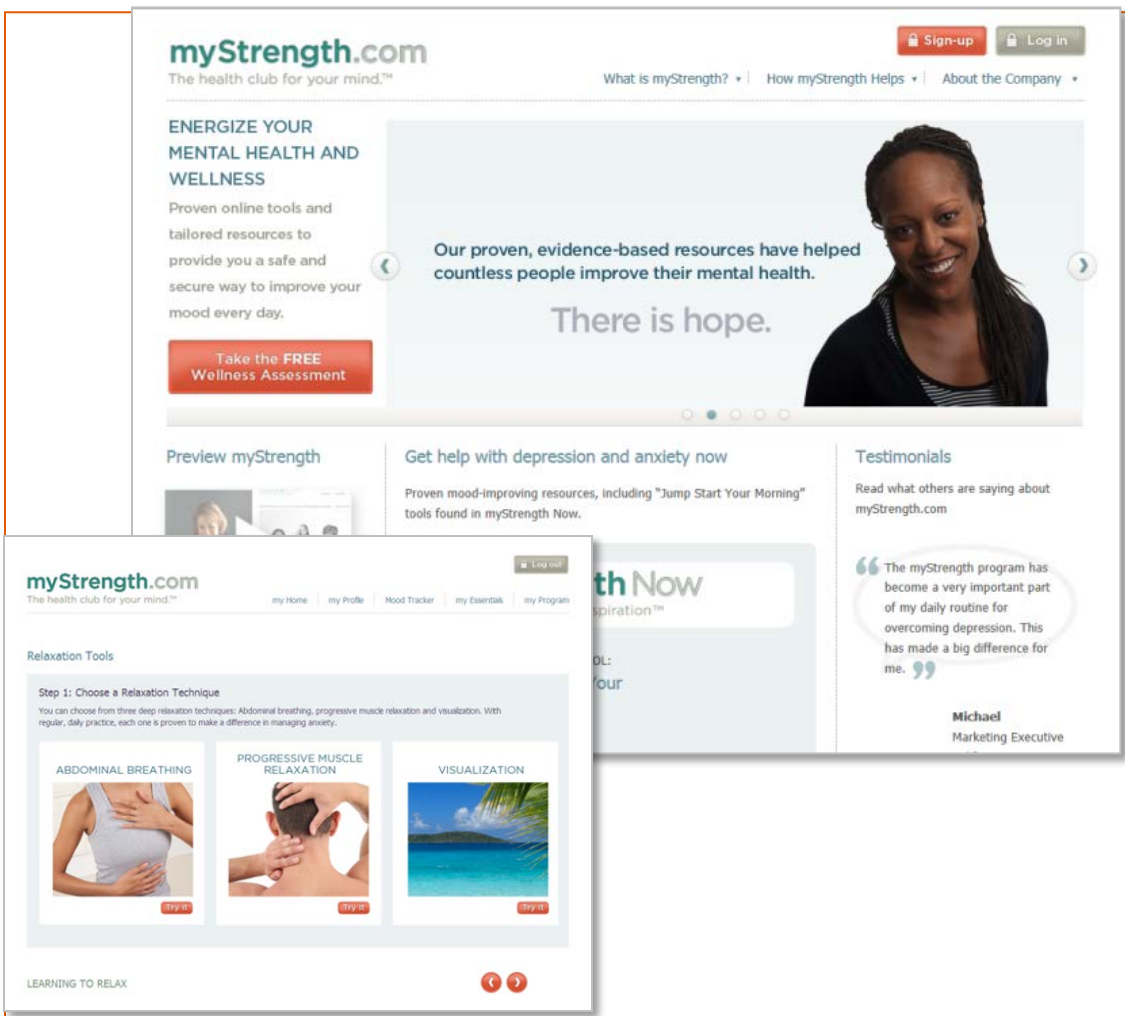 myStrength.com
The health club for your mind.™
Sign-up
Log in
What is myStrength?
How myStrength Helps
About the Company
ENERGIZE YOUR
MENTAL HEALTH AND
WELLNESS
Proven online tools and
tailored resources to
provide you a safe and
secure way to improve your
mood every day.
Take the FREE
Wellness Assessment
Our proven, evidence-based resources have helped
countless people improve their mental health.
There is hope.
Preview myStrength
Get help with depression and anxiety now
Proven mood-improving resources, including "Jump Start Your Morning"
tools found in myStrength Now.
th Now
spiration™
OL:
our
Testimonials
Read what others are saying about
myStrength.com
“ The myStrength program has
become a very important part
of my daily routine for
overcoming depression. This
has made a big difference for
me. ”
Michael
Marketing Executive
myStrength.com
The health club for your mind.™
Log out
my Home
my Profile
Mood Tracker
my Essentials
my Program
Relaxation Tools
Step 1: Choose a Relaxation Technique
You can choose from three deep relaxation techniques: Abdominal breathing, progressive muscle relaxation and visualization. With
regular, daily practice, each one is proven to make a difference in managing anxiety.
ABDOMINAL BREATHING
Try it
PROGRESSIVE MUSCLE
RELAXATION
Try it
VISUALIZATION
Try it
LEARNING TO RELAX